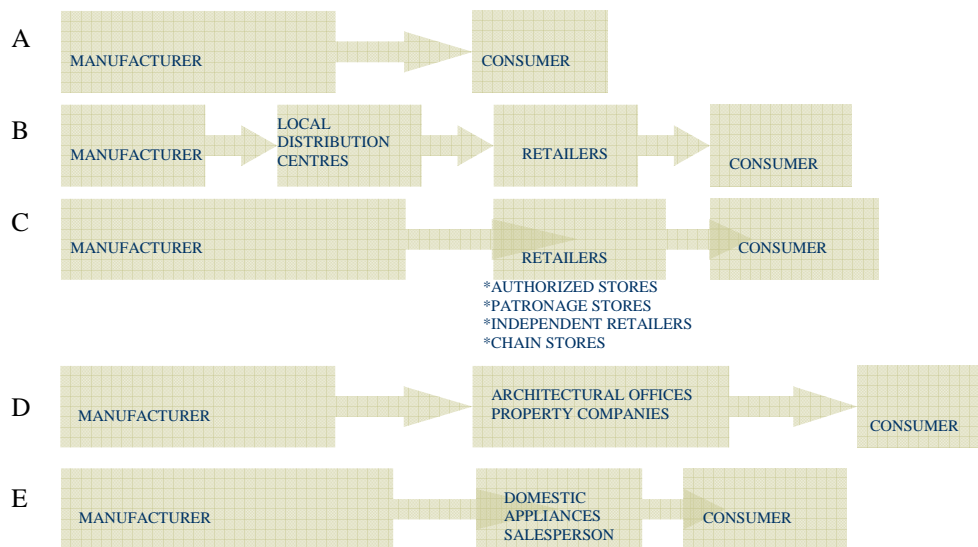 A
MANUFACTURER
CONSUMER
B
MANUFACTURER
LOCAL
DISTRIBUTION
CENTRES
RETAILERS
CONSUMER
C
MANUFACTURER
RETAILERS
CONSUMER
*AUTHORIZED STORES
*PATRONAGE STORES
*INDEPENDENT RETAILERS
*CHAIN STORES
D
MANUFACTURER
ARCHITECTURAL OFFICES
PROPERTY COMPANIES
CONSUMER
E
MANUFACTURER
DOMESTIC
APPLIANCES
SALESPERSON
CONSUMER